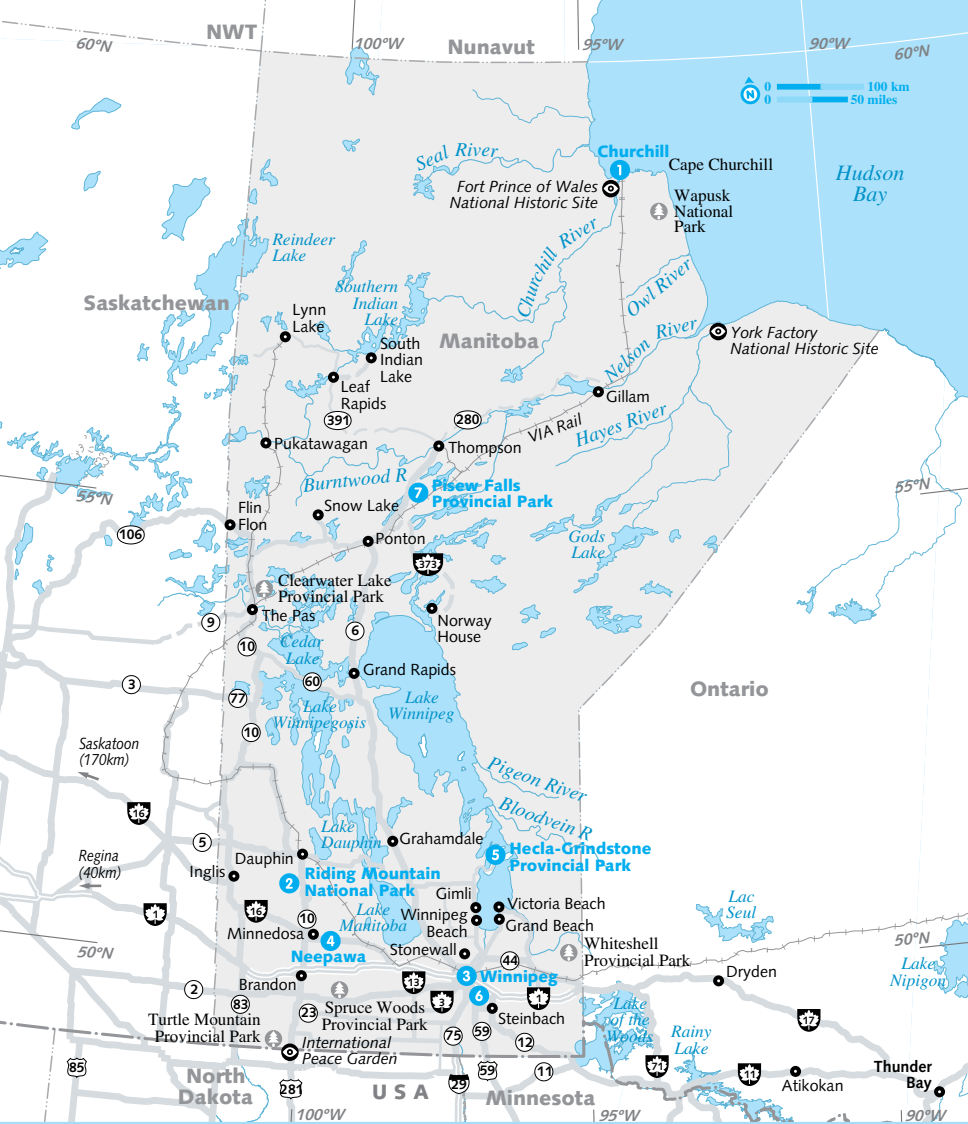 NWT
60°N
100°W
Nunavut
95°W
90°W
60°N
0
100 km
N
0
50 miles
Seal River
Churchill
1
Cape Churchill
Hudson
Bay
Fort Prince of Wales
National Historic Site
Wapusk
National
Park
Churchill River
Reindeer
Lake
Owl River
Southern
Indian
Lake
Saskatchewan
Lynn
Lake
Manitoba
Nelson River
York Factory
National Historic Site
South
Indian
Lake
Leaf
Rapids
Gillam
391
280
VIA Rail
Hayes River
Pukatawagan
Thompson
Burntwood R
7
Pisew Falls
Provincial Park
55°N
55°N
Flin
Flon
Snow Lake
106
Ponton
Gods
Lake
373
Clearwater Lake
Provincial Park
The Pas
9
6
Norway
House
10
Cedar
Lake
Grand Rapids
60
3
77
Lake
Winnipeg
Ontario
Lake
Winnipegosis
10
Saskatoon
(170km)
Pigeon River
16
Bloodvein R
5
Lake
Dauphin
Grahamdale
5
Hecla-Grindstone
Provincial Park
Regina
(40km)
Dauphin
Inglis
2
Riding Mountain
National Park
Gimli
Victoria Beach
Lac
Seul
1
16
10
Lake
Manitoba
Winnipeg
Beach
Grand Beach
Minnedosa
4
Neepawa
Stonewall
44
Whiteshell
Provincial Park
50°N
50°N
Lake
Nipigon
Brandon
3
Winnipeg
Dryden
2
13
6
1
83
23
Spruce Woods
Provincial Park
3
Steinbach
Lake
of the
Woods
17
Turtle Mountain
Provincial Park
International
Peace Garden
75
59
12
Rainy
Lake
85
North
Dakota
281
USA
29
59
Minnesota
11
71
11
Atikokan
Thunder
Bay
100°W
95°W
90°W